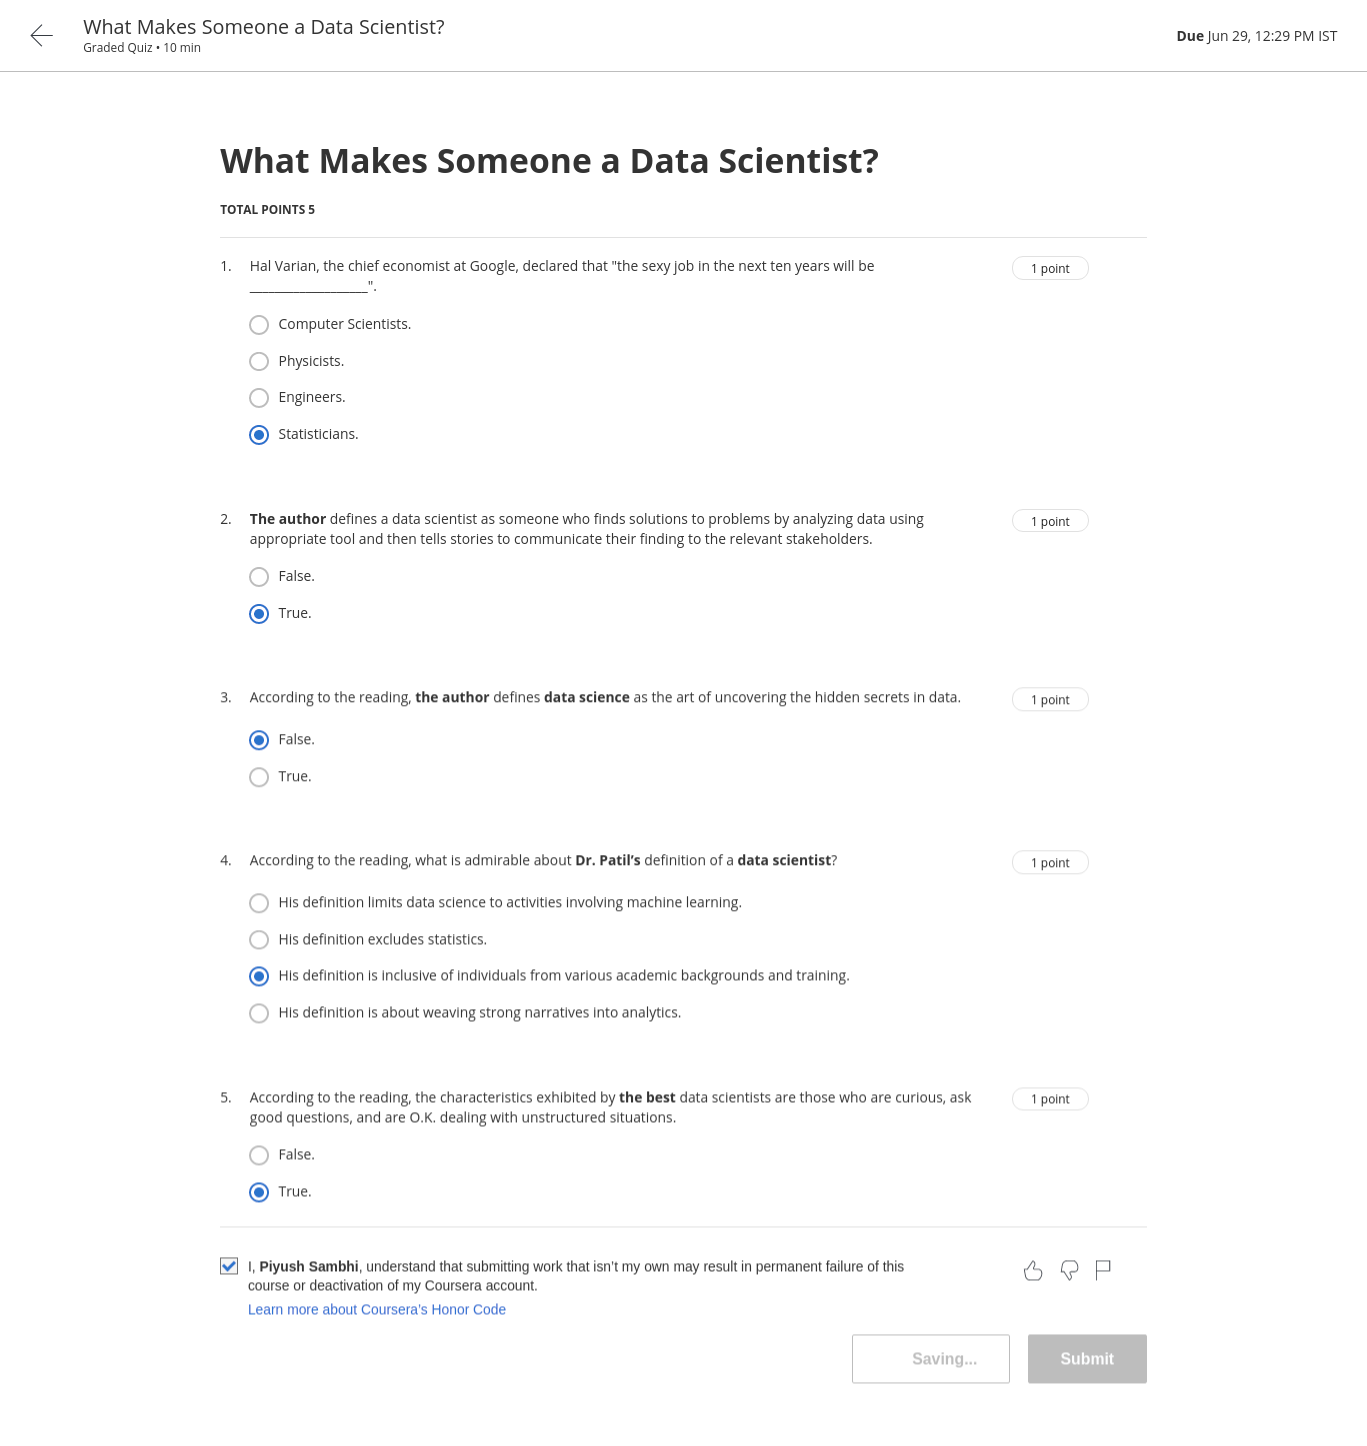 What Makes Someone a Data Scientist?
Graded Quiz • 10 min
Due Jun 29, 12:29 PM IST
What Makes Someone a Data Scientist?
TOTAL POINTS 5
1. Hal Varian, the chief economist at Google, declared that "the sexy job in the next ten years will be
___________________".
1 point
Computer Scientists.
Physicists.
Engineers.
Statisticians.
2. The author defines a data scientist as someone who finds solutions to problems by analyzing data using
appropriate tool and then tells stories to communicate their finding to the relevant stakeholders.
1 point
False.
True.
3. According to the reading, the author defines data science as the art of uncovering the hidden secrets in data.
1 point
False.
True.
4. According to the reading, what is admirable about Dr. Patil’s definition of a data scientist?
1 point
His definition limits data science to activities involving machine learning.
His definition excludes statistics.
His definition is inclusive of individuals from various academic backgrounds and training.
His definition is about weaving strong narratives into analytics.
5. According to the reading, the characteristics exhibited by the best data scientists are those who are curious, ask
good questions, and are O.K. dealing with unstructured situations.
1 point
False.
True.
I, Piyush Sambhi, understand that submitting work that isn’t my own may result in permanent failure of this
course or deactivation of my Coursera account.
Learn more about Coursera’s Honor Code
Saving...
Submit